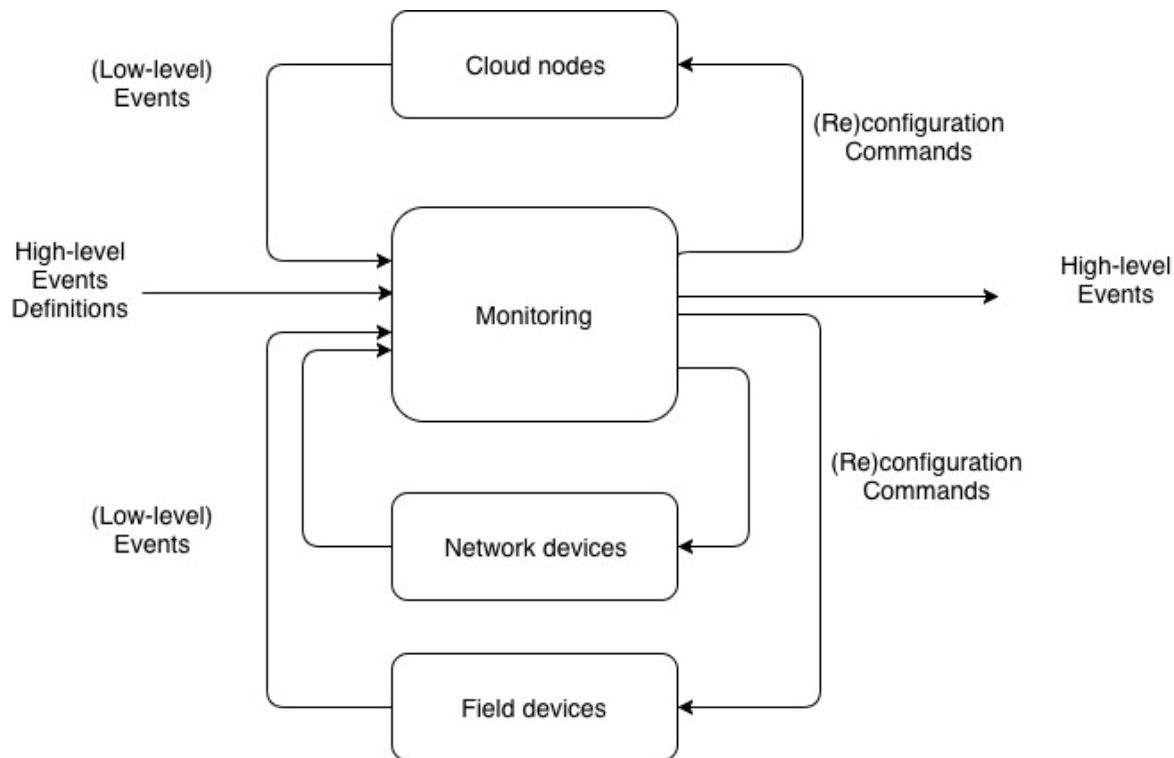 Cloud nodes
(Low-level)
Events
(Re)configuration
Commands
High-level
Events
Definitions
Monitoring
High-level
Events
(Re)configuration
Commands
(Low-level)
Events
Network devices
Field devices